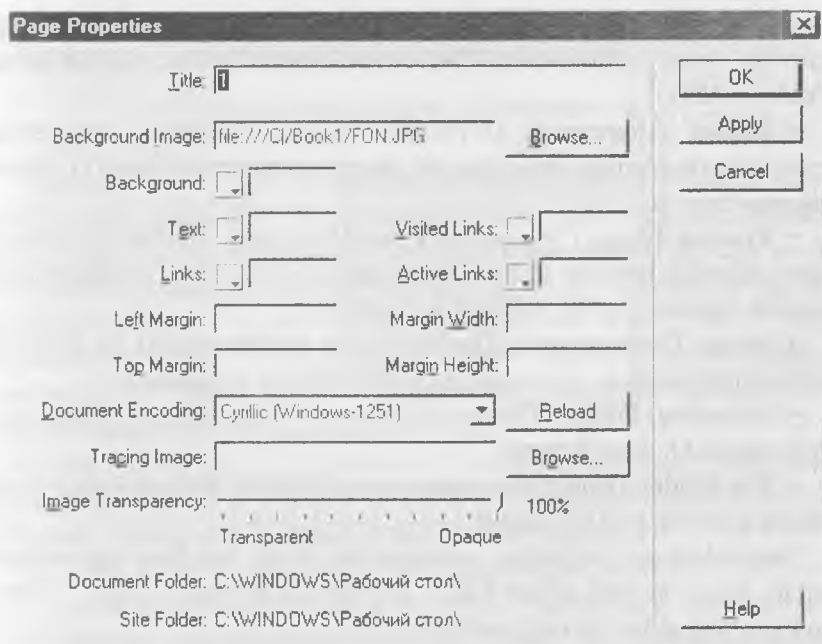 Page Properties
Title: 1
OK
Background Image: file:///C|/Book1/FON.JPG Browse...
Apply
Background:
Cancel
Text: Visited Links:
Links: Active Links:
Left Margin: Margin Width:
Top Margin: Margin Height:
Document Encoding: Cyrillic (Windows-1251) Reload
Tracing Image: Browse...
Image Transparency: 100%
Transparent Opaque
Document Folder: C:\WINDOWS\Рабочий стол\
Site Folder: C:\WINDOWS\Рабочий стол\
Help